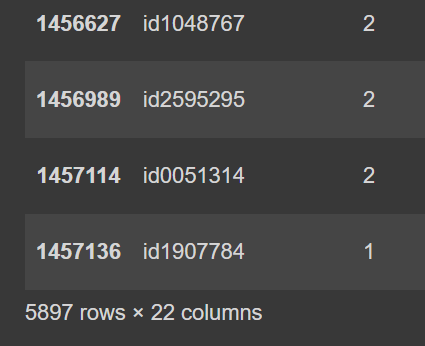 1456627 id1048767 2
1456989 id2595295 2
1457114 id0051314 2
1457136 id1907784 1
5897 rows × 22 columns